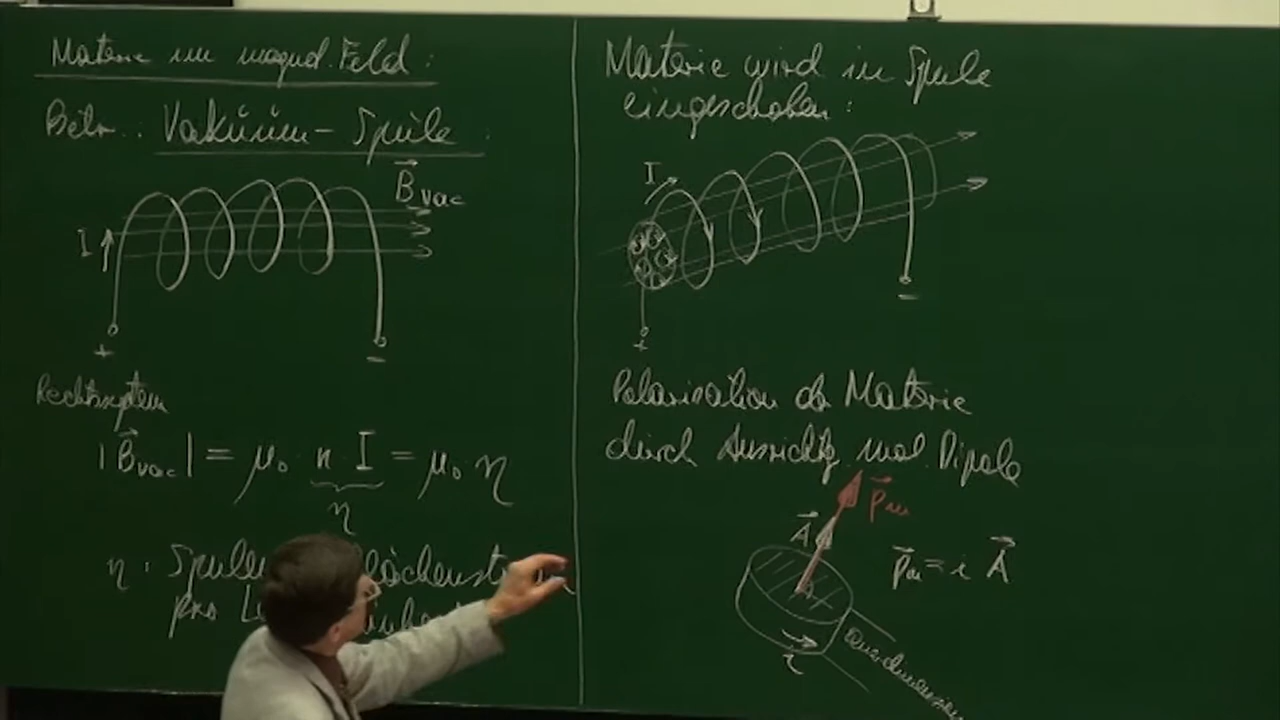 Materie im magnet. Feld:
Betr.: Vakuum-Spule
B vac
I
+
−
Rechtssystem
|B vac| = μ₀ n I = μ₀ η
η
η: Spulen
pro
Materie wird in Spule
eingeschoben:
I
+
−
Polarisation der Materie
durch Ausrichtg. mol. Dipole
A
p m
p m = i A
i